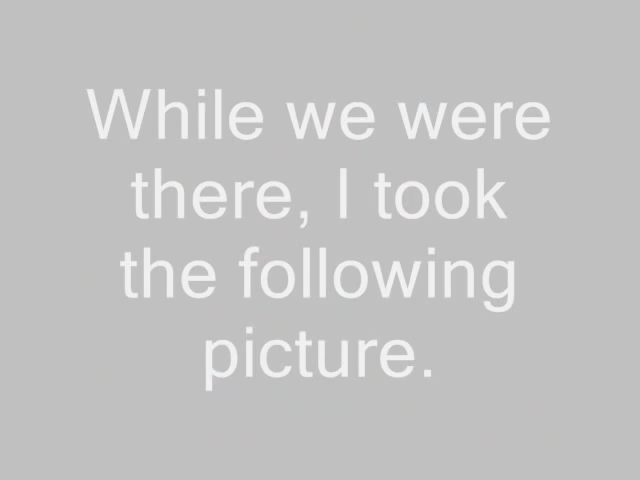 While we were
there, I took
the following
picture.